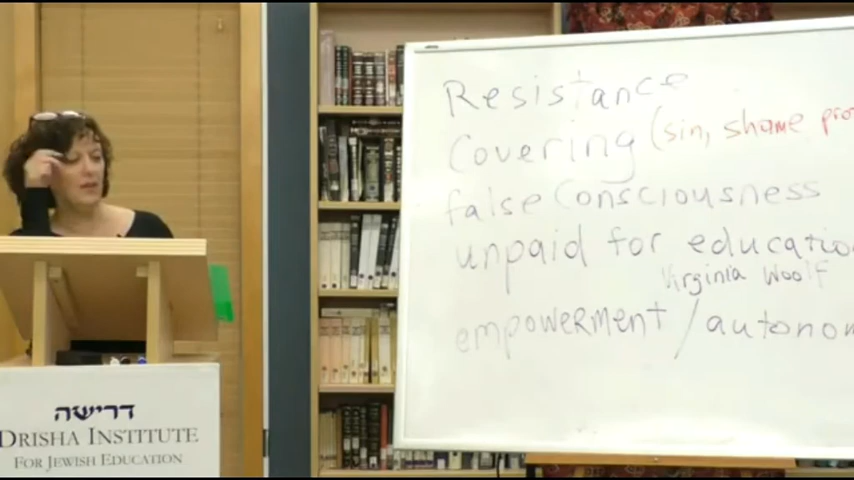 Resistance
Covering (sin, shame
false Consciousness
unpaid for educatio
Virginia Woolf
empowerment / autonom
דרישה
DRISHA INSTITUTE
FOR JEWISH EDUCATION